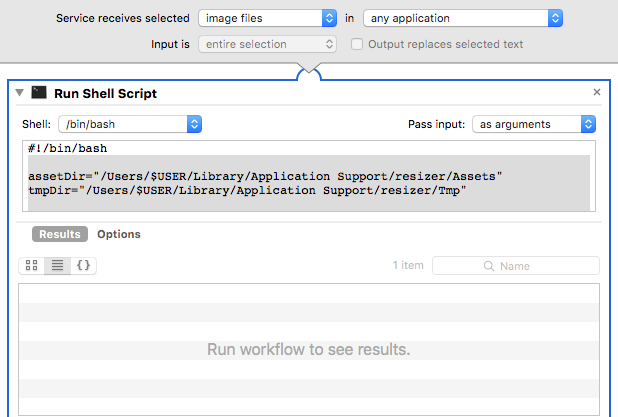 Service receives selected image files in any application
Input is entire selection Output replaces selected text
Run Shell Script
Shell: /bin/bash Pass input: as arguments
#!/bin/bash
assetDir="/Users/$USER/Library/Application Support/resizer/Assets"
tmpDir="/Users/$USER/Library/Application Support/resizer/Tmp"
Results Options
{} 1 item Name
Run workflow to see results.